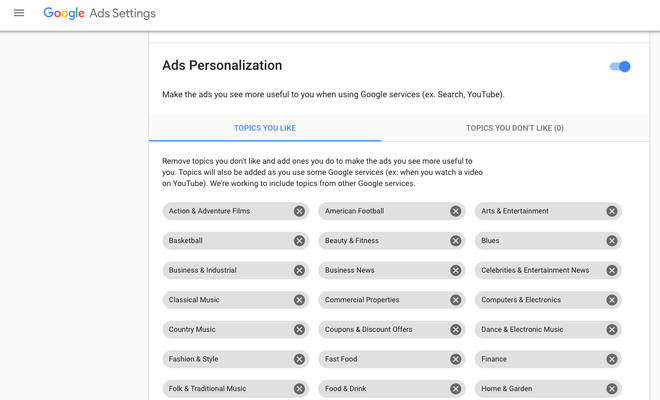 Google Ads Settings
Ads Personalization
Make the ads you see more useful to you when using Google services (ex. Search, YouTube).
TOPICS YOU LIKE TOPICS YOU DON'T LIKE (0)
Remove topics you don't like and add ones you do to make the ads you see more useful to
you. Topics will also be added as you use some Google services (ex: when you watch a video
on YouTube). We're working to include topics from other Google services.
Action & Adventure Films American Football Arts & Entertainment
Basketball Beauty & Fitness Blues
Business & Industrial Business News Celebrities & Entertainment News
Classical Music Commercial Properties Computers & Electronics
Country Music Coupons & Discount Offers Dance & Electronic Music
Fashion & Style Fast Food Finance
Folk & Traditional Music Food & Drink Home & Garden